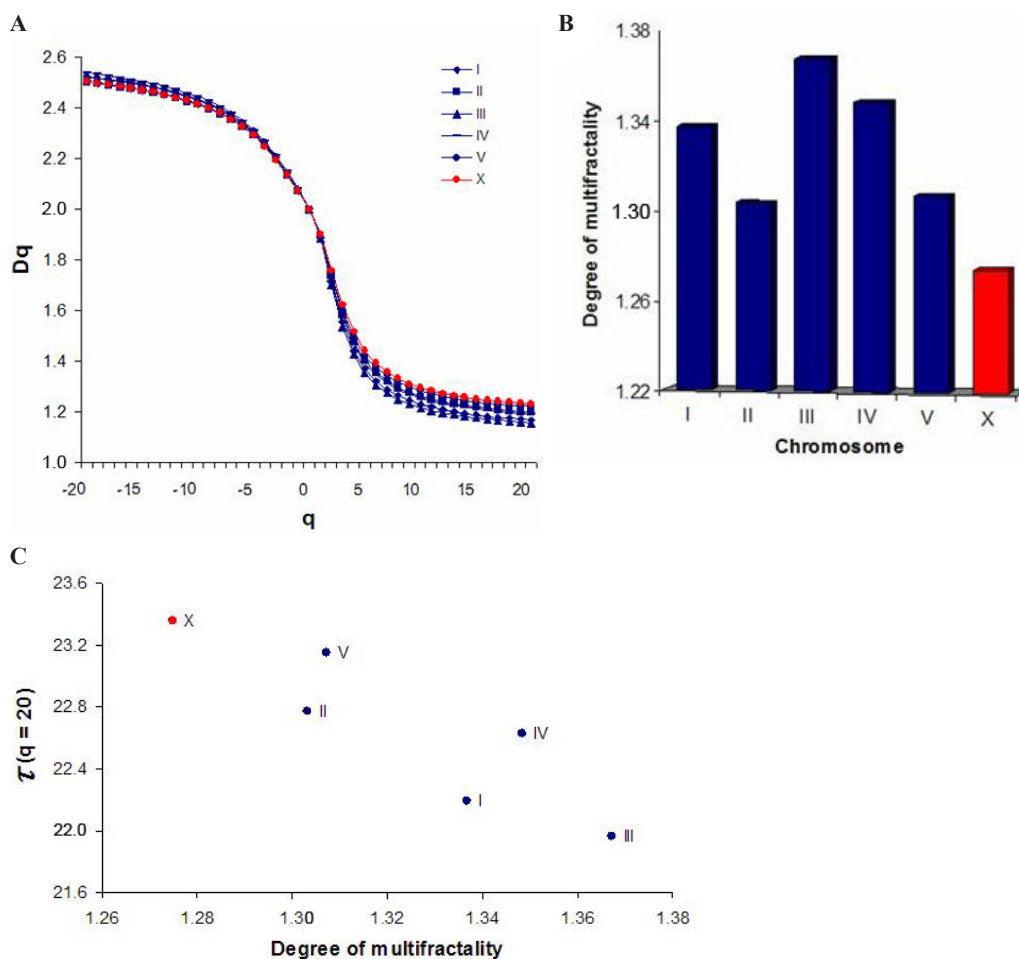 A
2.6
2.4
2.2
2.0
1.8
1.6
1.4
1.2
1.0
Dq
-20 -15 -10 -5 0 5 10 15 20
q
I
II
III
IV
V
X
B
1.38
1.34
1.30
1.26
1.22
Degree of multifractality
I II III IV V X
Chromosome
C
23.6
23.2
22.8
22.4
22.0
21.6
τ (q = 20)
X
V
II
IV
I
III
1.26 1.28 1.30 1.32 1.34 1.36 1.38
Degree of multifractality